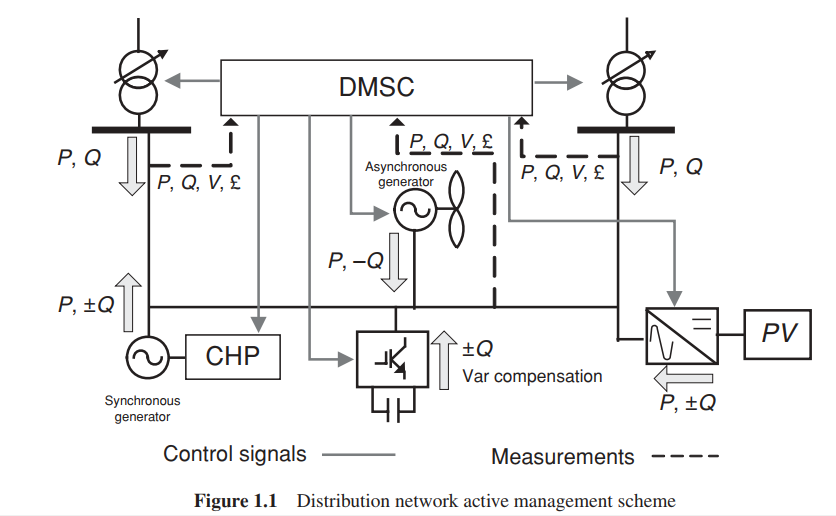 DMSC
P, Q
P, Q, V, £
P, Q, V, £
Asynchronous
generator
P, Q, V, £
P, Q
P, –Q
P, ±Q
CHP
Synchronous
generator
±Q
Var compensation
PV
P, ±Q
Control signals
Measurements
Figure 1.1 Distribution network active management scheme